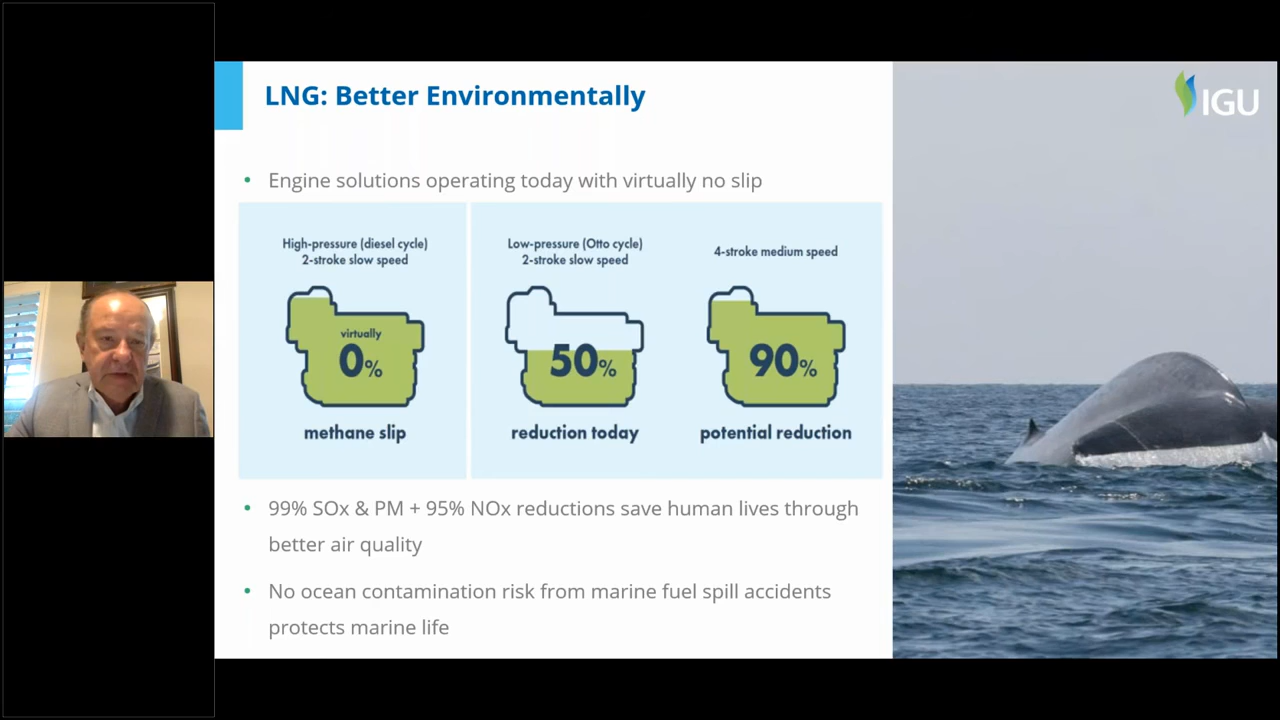 LNG: Better Environmentally
IGU
• Engine solutions operating today with virtually no slip
High-pressure (diesel cycle)
2-stroke slow speed
virtually
0%
methane slip
Low-pressure (Otto cycle)
2-stroke slow speed
50%
reduction today
4-stroke medium speed
90%
potential reduction
• 99% SOx & PM + 95% NOx reductions save human lives through
better air quality
• No ocean contamination risk from marine fuel spill accidents
protects marine life